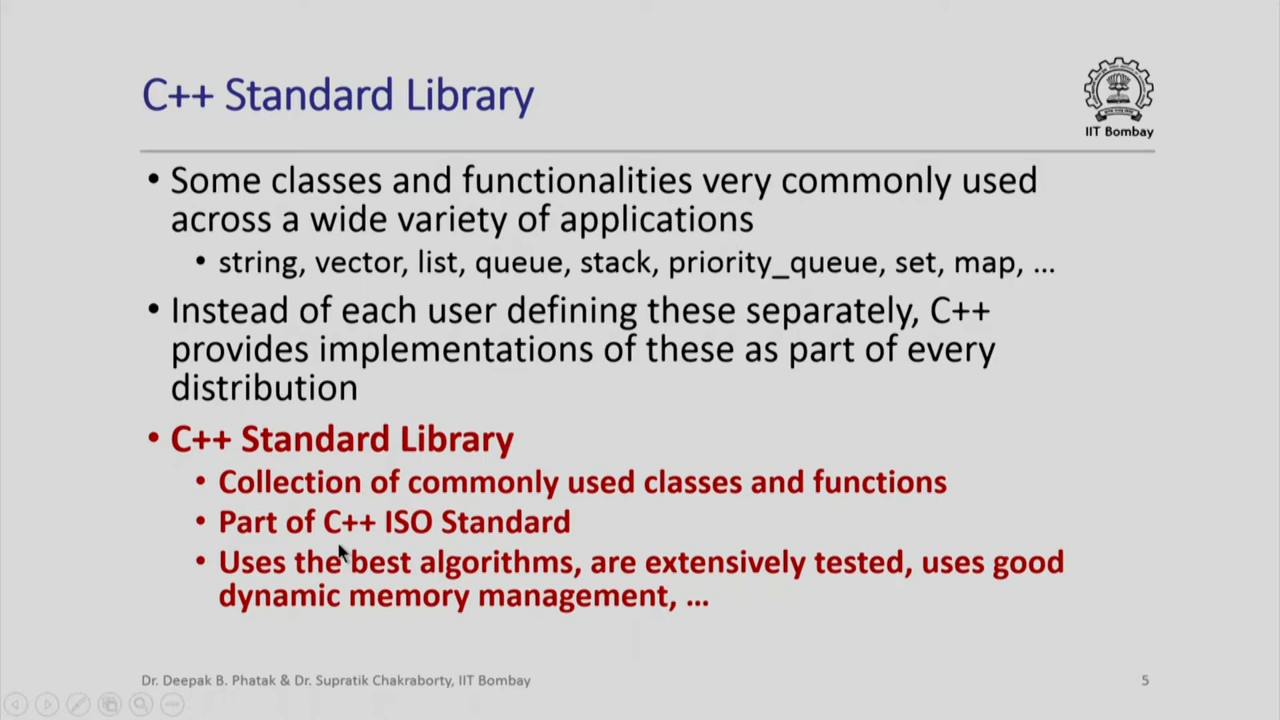 C++ Standard Library
IIT Bombay
• Some classes and functionalities very commonly used
across a wide variety of applications
• string, vector, list, queue, stack, priority_queue, set, map, ...
• Instead of each user defining these separately, C++
provides implementations of these as part of every
distribution
• C++ Standard Library
• Collection of commonly used classes and functions
• Part of C++ ISO Standard
• Uses the best algorithms, are extensively tested, uses good
dynamic memory management, ...
Dr. Deepak B. Phatak & Dr. Supratik Chakraborty, IIT Bombay
5